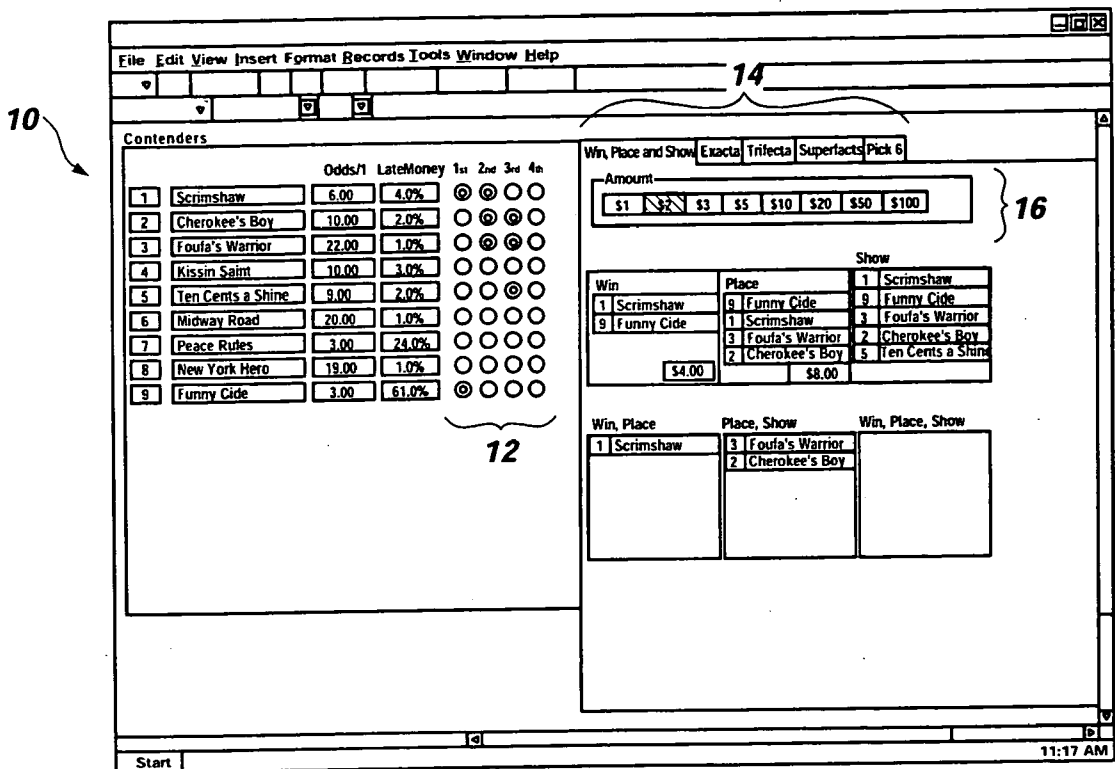 File Edit View Insert Format Records Tools Window Help
14
10
Contenders
Win, Place and Show Exacta Trifecta Superfacts Pick 6
Odds/1 LateMoney 1st 2nd 3rd 4th
Amount
$1 $2 $3 $5 $10 $20 $50 $100
16
1 Scrimshaw 6.00 4.0%
2 Cherokee's Boy 10.00 2.0%
3 Foufa's Warrior 22.00 1.0%
4 Kissin Saint 10.00 3.0%
5 Ten Cents a Shine 9.00 2.0%
6 Midway Road 20.00 1.0%
7 Peace Rules 3.00 24.0%
8 New York Hero 19.00 1.0%
9 Funny Cide 3.00 61.0%
12
Win
1 Scrimshaw
9 Funny Cide
$4.00
Place
9 Funny Cide
1 Scrimshaw
3 Foufa's Warrior
2 Cherokee's Boy
$8.00
Show
1 Scrimshaw
9 Funny Cide
3 Foufa's Warrior
2 Cherokee's Boy
5 Ten Cents a Shine
Win, Place
1 Scrimshaw
Place, Show
3 Foufa's Warrior
2 Cherokee's Boy
Win, Place, Show
Start
11:17 AM